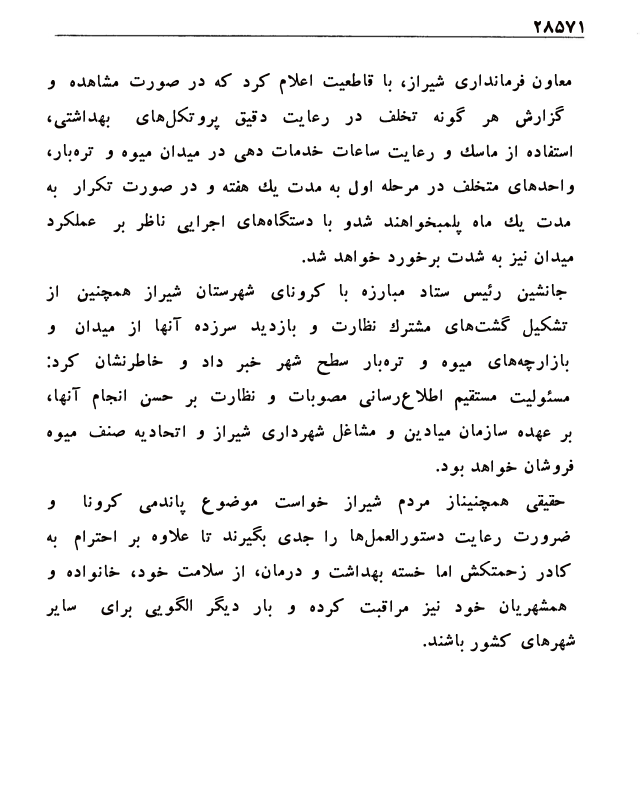 ۲۸۵۷۱
معاون فرمانداری شیراز، با قاطعیت اعلام کرد که در صورت مشاهده و
گزارش هر گونه تخلف در رعایت دقیق پروتکل‌های بهداشتی،
استفاده از ماسک و رعایت ساعات خدمات دهی در میدان میوه و تره‌بار،
واحدهای متخلف در مرحله اول به مدت یک هفته و در صورت تکرار به
مدت یک ماه پلمبخواهند شدو با دستگاه‌های اجرایی ناظر بر عملکرد
میدان نیز به شدت برخورد خواهد شد.
جانشین رئیس ستاد مبارزه با کرونای شهرستان شیراز همچنین از
تشکیل گشت‌های مشترک نظارت و بازدید سرزده آنها از میدان و
بازارچه‌های میوه و تره‌بار سطح شهر خبر داد و خاطرنشان کرد:
مسئولیت مستقیم اطلاع‌رسانی مصوبات و نظارت بر حسن انجام آنها،
بر عهده سازمان میادین و مشاغل شهرداری شیراز و اتحادیه صنف میوه
فروشان خواهد بود.
حقیقی همچنیناز مردم شیراز خواست موضوع پاندمی کرونا و
ضرورت رعایت دستورالعمل‌ها را جدی بگیرند تا علاوه بر احترام به
کادر زحمتکش اما خسته بهداشت و درمان، از سلامت خود، خانواده و
همشهریان خود نیز مراقبت کرده و بار دیگر الگویی برای سایر
شهرهای کشور باشند.